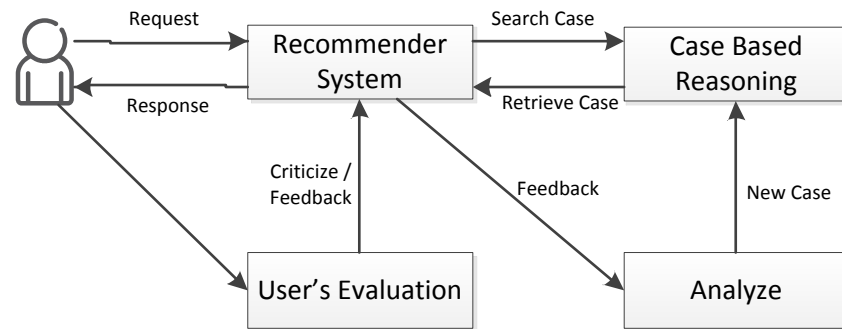 Request
Recommender
System
Search Case
Case Based
Reasoning
Response
Retrieve Case
Criticize /
Feedback
Feedback
New Case
User's Evaluation
Analyze